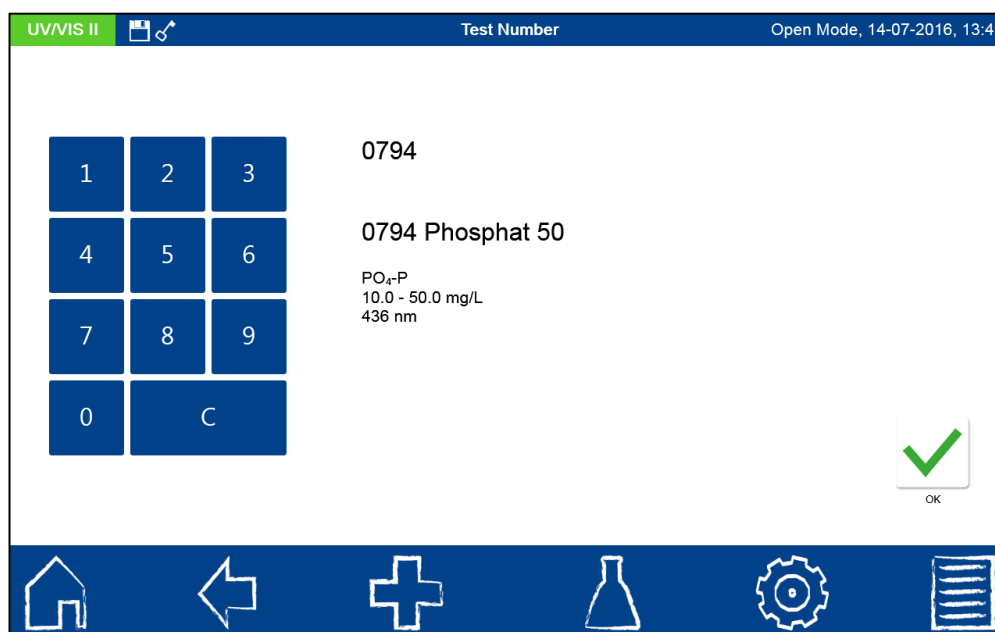 UV/VIS II Test Number Open Mode, 14-07-2016, 13:4
1 2 3
4 5 6
7 8 9
0 C
0794
0794 Phosphat 50
PO₄-P
10.0 - 50.0 mg/L
436 nm
OK